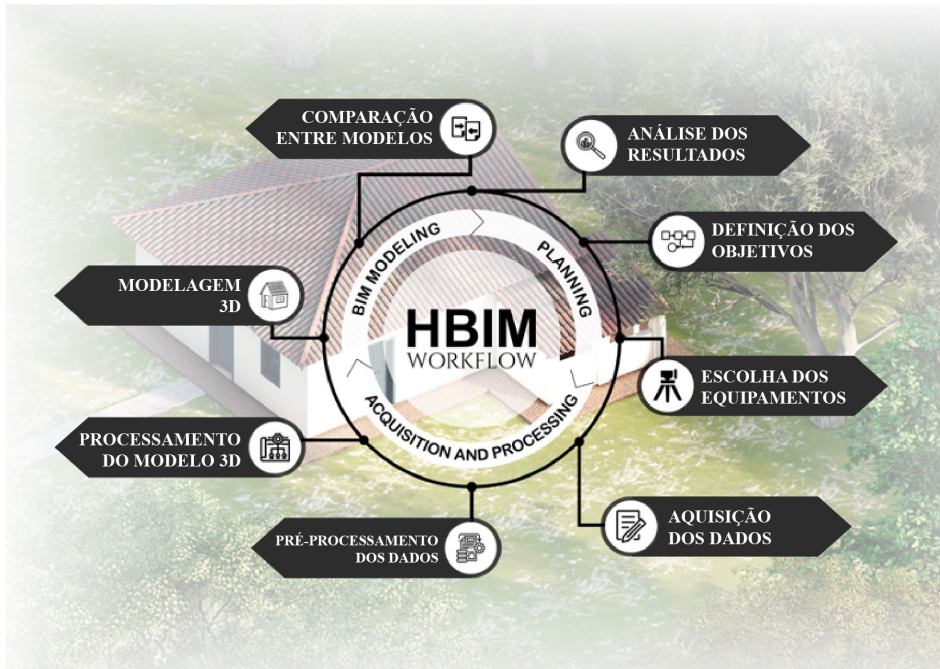 COMPARAÇÃO
ENTRE MODELOS
ANÁLISE DOS
RESULTADOS
DEFINIÇÃO DOS
OBJETIVOS
ESCOLHA DOS
EQUIPAMENTOS
AQUISIÇÃO
DOS DADOS
PRÉ-PROCESSAMENTO
DOS DADOS
PROCESSAMENTO
DO MODELO 3D
MODELAGEM
3D
BIM MODELING
PLANNING
ACQUISITION AND PROCESSING
HBIM
WORKFLOW